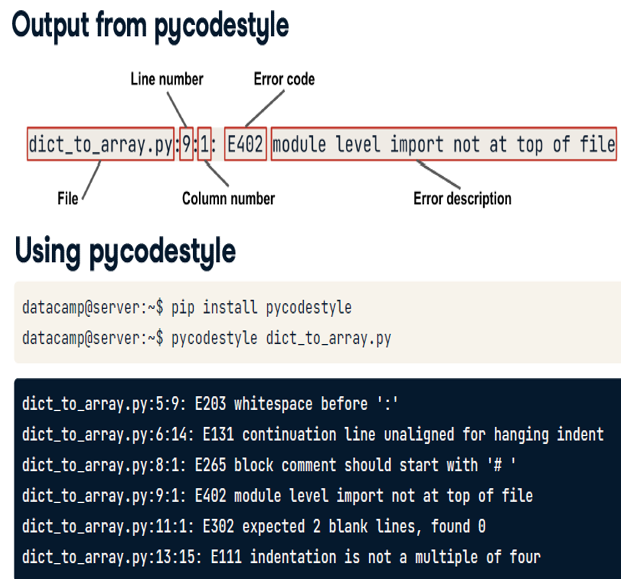 Output from pycodestyle
Line number Error code
dict_to_array.py:9:1: E402 module level import not at top of file
File Column number Error description
Using pycodestyle
datacamp@server:~$ pip install pycodestyle
datacamp@server:~$ pycodestyle dict_to_array.py
dict_to_array.py:5:9: E203 whitespace before ':'
dict_to_array.py:6:14: E131 continuation line unaligned for hanging indent
dict_to_array.py:8:1: E265 block comment should start with '# '
dict_to_array.py:9:1: E402 module level import not at top of file
dict_to_array.py:11:1: E302 expected 2 blank lines, found 0
dict_to_array.py:13:15: E111 indentation is not a multiple of four